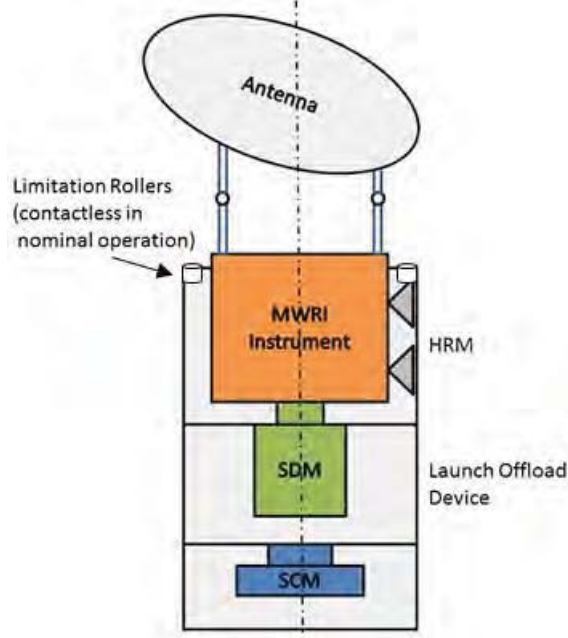 Antenna
Limitation Rollers
(contactless in
nominal operation)
MWRI
Instrument
HRM
SDM
Launch Offload
Device
SCM